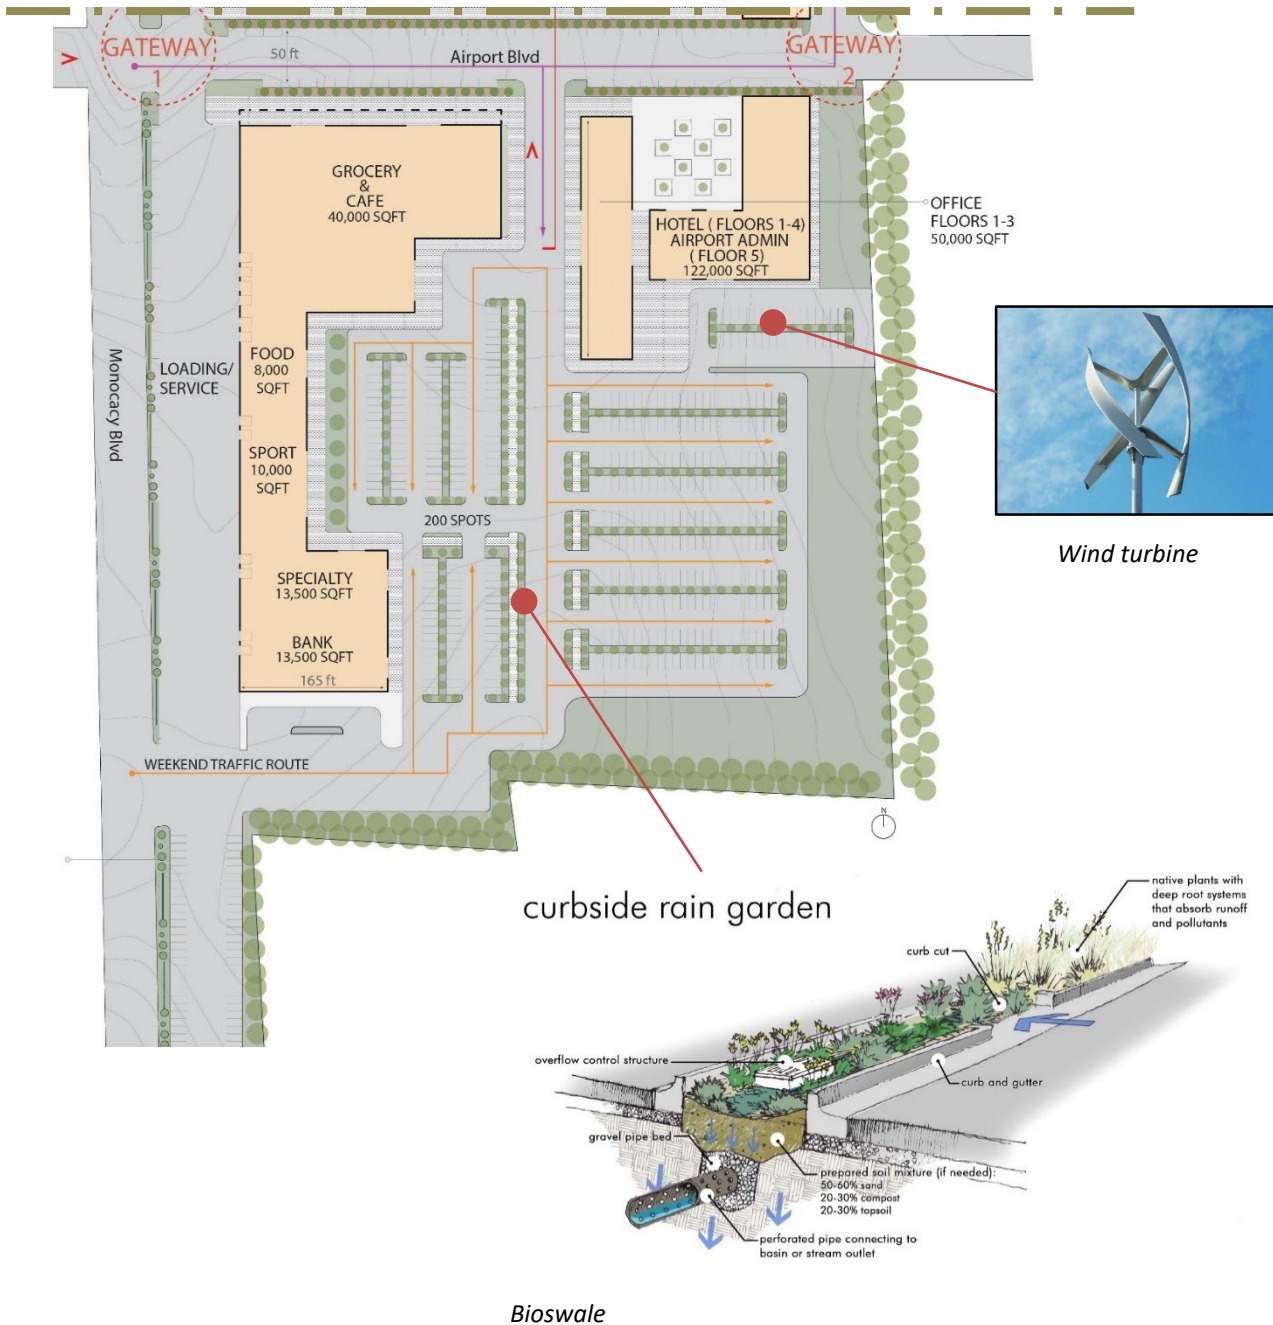 GATEWAY
1
50 ft
Airport Blvd
GATEWAY
2
GROCERY
&
CAFE
40,000 SQFT
HOTEL ( FLOORS 1-4)
AIRPORT ADMIN
( FLOOR 5)
122,000 SQFT
OFFICE
FLOORS 1-3
50,000 SQFT
Monocacy Blvd
LOADING/
SERVICE
FOOD
8,000
SQFT
SPORT
10,000
SQFT
200 SPOTS
SPECIALTY
13,500 SQFT
BANK
13,500 SQFT
165 ft
WEEKEND TRAFFIC ROUTE
N
Wind turbine
curbside rain garden
native plants with
deep root systems
that absorb runoff
and pollutants
curb cut
overflow control structure
curb and gutter
gravel pipe bed
prepared soil mixture (if needed):
50-60% sand
20-30% compost
20-30% topsoil
perforated pipe connecting to
basin or stream outlet
Bioswale